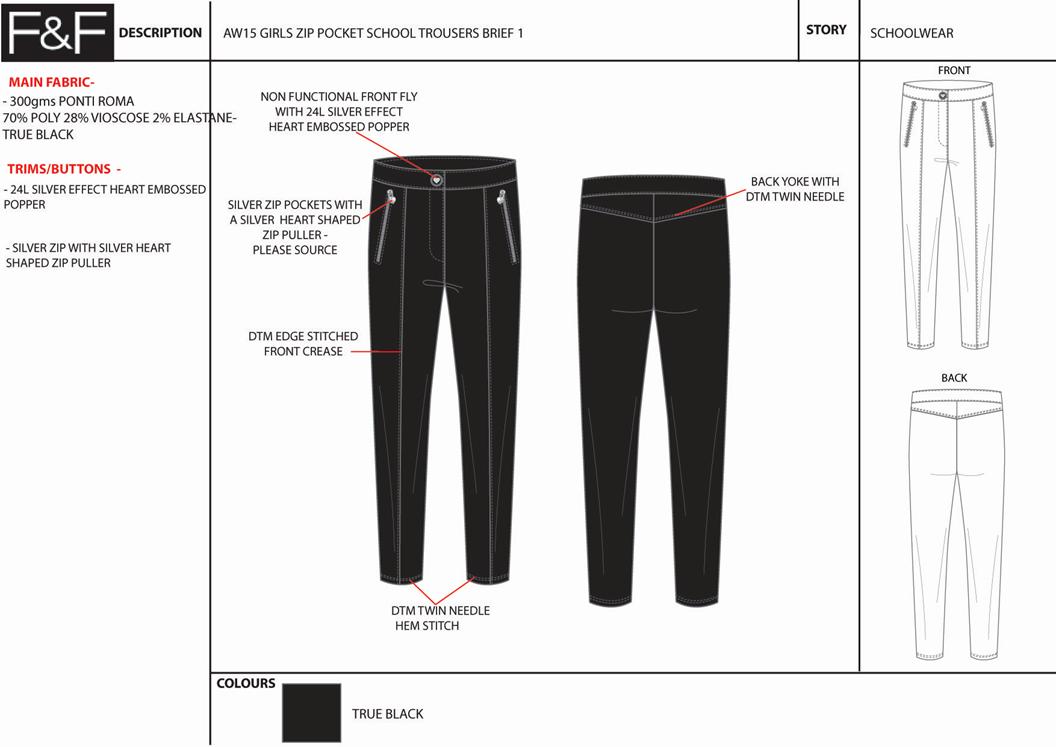 F&F
DESCRIPTION
AW15 GIRLS ZIP POCKET SCHOOL TROUSERS BRIEF 1
STORY
SCHOOLWEAR
MAIN FABRIC-
- 300gms PONTI ROMA
70% POLY 28% VIOSCOSE 2% ELASTANE-
TRUE BLACK
TRIMS/BUTTONS -
- 24L SILVER EFFECT HEART EMBOSSED
POPPER
- SILVER ZIP WITH SILVER HEART
SHAPED ZIP PULLER
NON FUNCTIONAL FRONT FLY
WITH 24L SILVER EFFECT
HEART EMBOSSED POPPER
SILVER ZIP POCKETS WITH
A SILVER HEART SHAPED
ZIP PULLER -
PLEASE SOURCE
DTM EDGE STITCHED
FRONT CREASE
DTM TWIN NEEDLE
HEM STITCH
BACK YOKE WITH
DTM TWIN NEEDLE
FRONT
BACK
COLOURS
TRUE BLACK